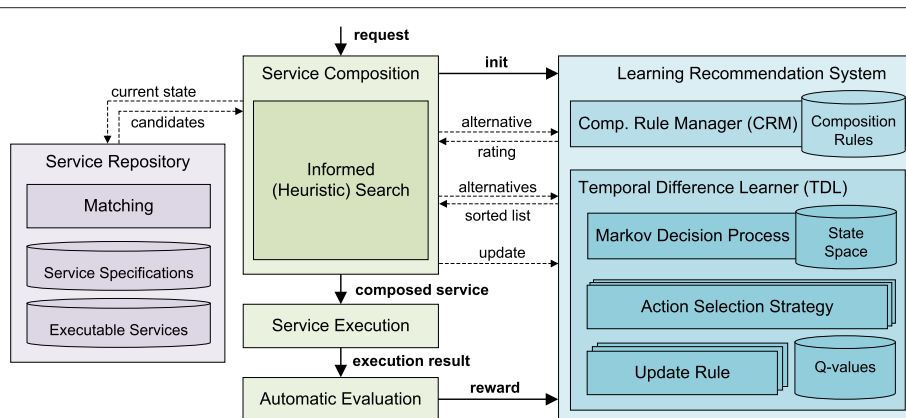 request
Service Composition
init
Learning Recommendation System
current state
candidates
alternative
rating
Comp. Rule Manager (CRM)
Composition
Rules
Service Repository
Matching
Service Specifications
Executable Services
Informed
(Heuristic) Search
alternatives
sorted list
update
Temporal Difference Learner (TDL)
Markov Decision Process
State
Space
Action Selection Strategy
Update Rule
Q-values
composed service
Service Execution
execution result
Automatic Evaluation
reward